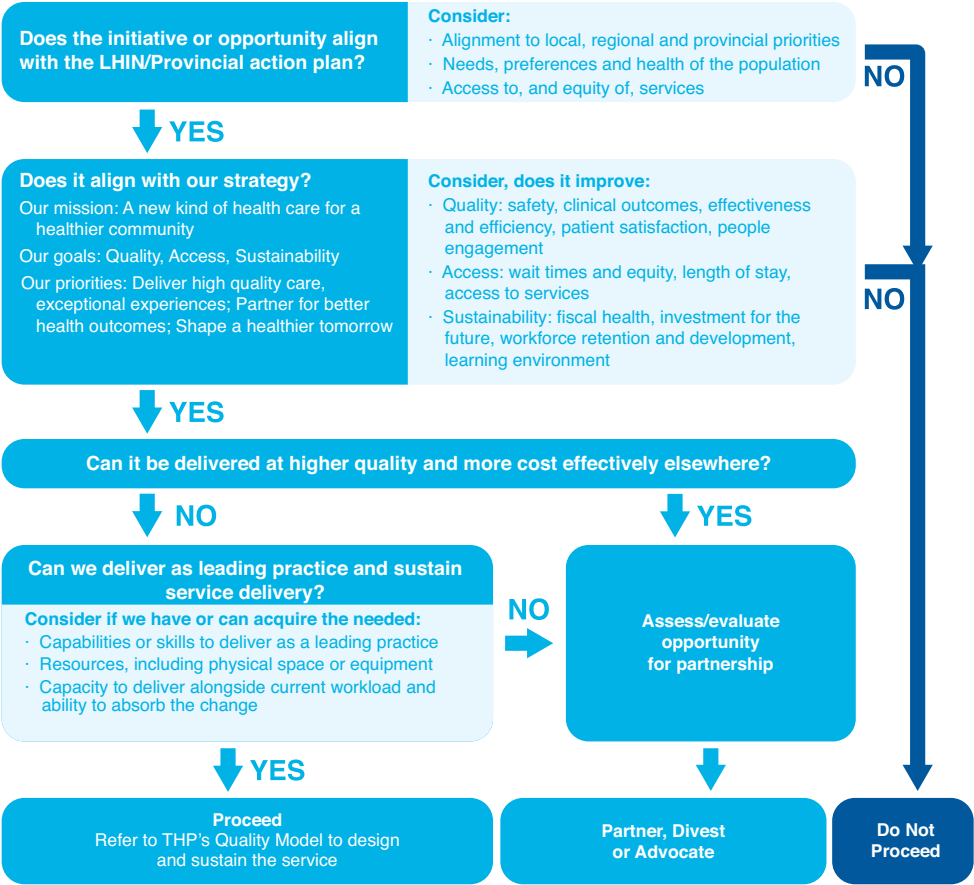 Does the initiative or opportunity align
with the LHIN/Provincial action plan?
Consider:
· Alignment to local, regional and provincial priorities
· Needs, preferences and health of the population
· Access to, and equity of, services
NO
YES
Does it align with our strategy?
Our mission: A new kind of health care for a
healthier community
Our goals: Quality, Access, Sustainability
Our priorities: Deliver high quality care,
exceptional experiences; Partner for better
health outcomes; Shape a healthier tomorrow
Consider, does it improve:
· Quality: safety, clinical outcomes, effectiveness
and efficiency, patient satisfaction, people
engagement
· Access: wait times and equity, length of stay,
access to services
· Sustainability: fiscal health, investment for the
future, workforce retention and development,
learning environment
NO
YES
Can it be delivered at higher quality and more cost effectively elsewhere?
NO
YES
Can we deliver as leading practice and sustain
service delivery?
Consider if we have or can acquire the needed:
· Capabilities or skills to deliver as a leading practice
· Resources, including physical space or equipment
· Capacity to deliver alongside current workload and
ability to absorb the change
NO
Assess/evaluate
opportunity
for partnership
YES
Proceed
Refer to THP's Quality Model to design
and sustain the service
Partner, Divest
or Advocate
Do Not
Proceed